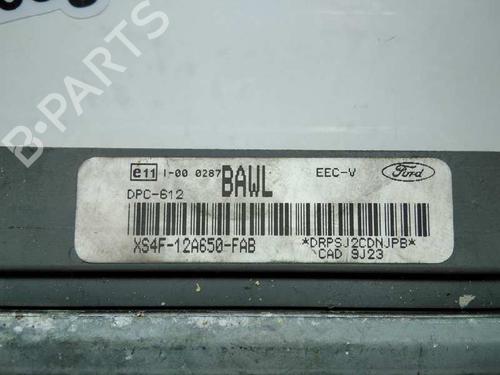 e11 I-00 0287 BAWL EEC-V Ford
DPC-612
XS4F-12A650-FAB *DRPSJ2CDNJPB*
CAD 9J23
B-PARTS